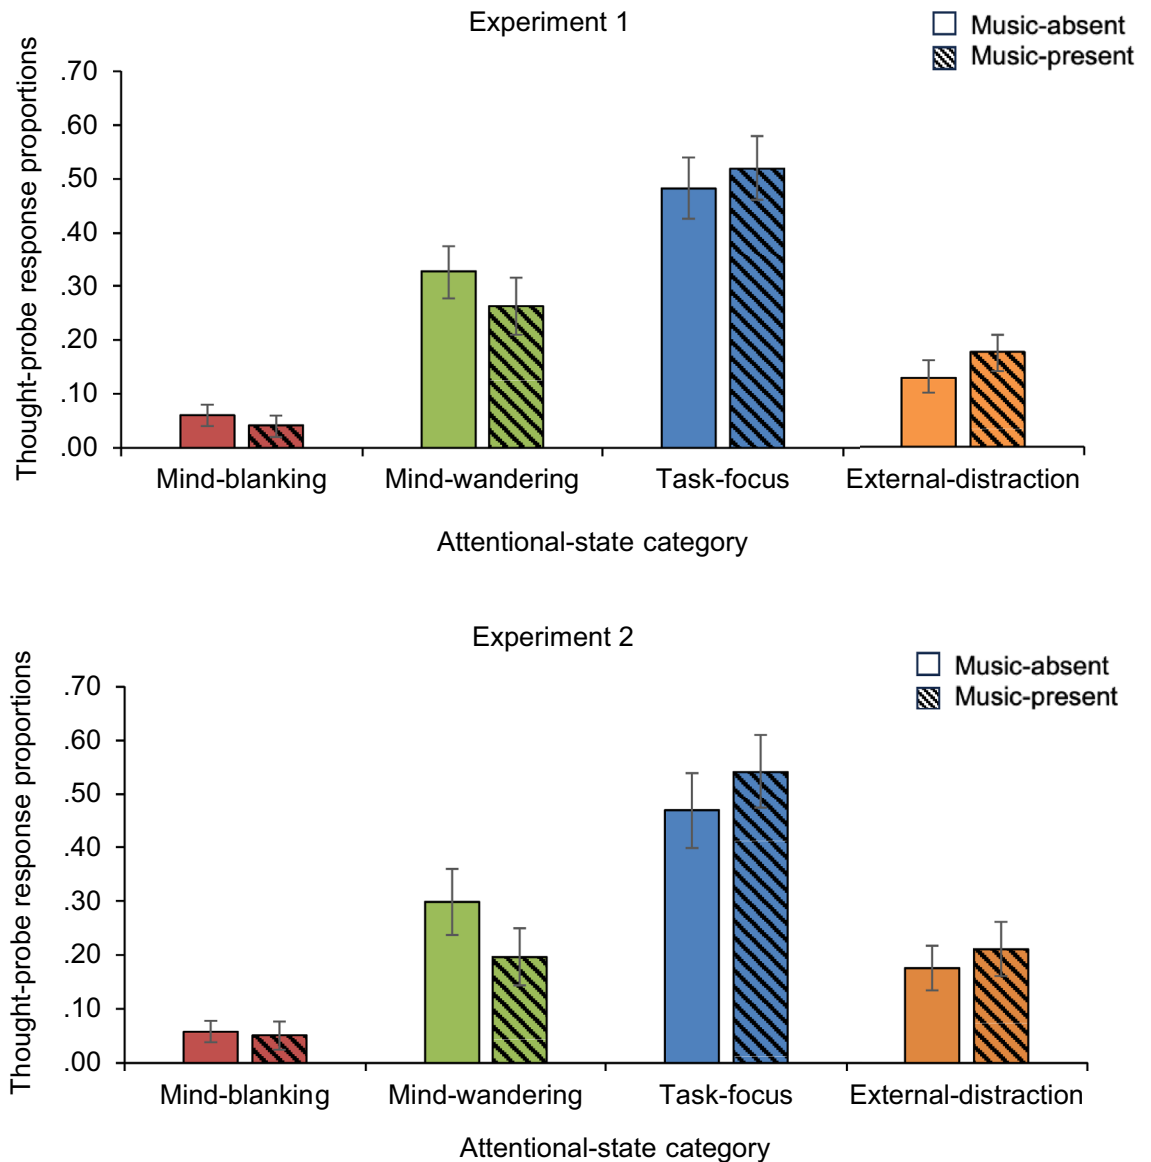 Experiment 1
Music-absent
Music-present
Thought-probe response proportions
.70
.60
.50
.40
.30
.20
.10
.00
Mind-blanking Mind-wandering Task-focus External-distraction
Attentional-state category
Experiment 2
Music-absent
Music-present
Thought-probe response proportions
.70
.60
.50
.40
.30
.20
.10
.00
Mind-blanking Mind-wandering Task-focus External-distraction
Attentional-state category